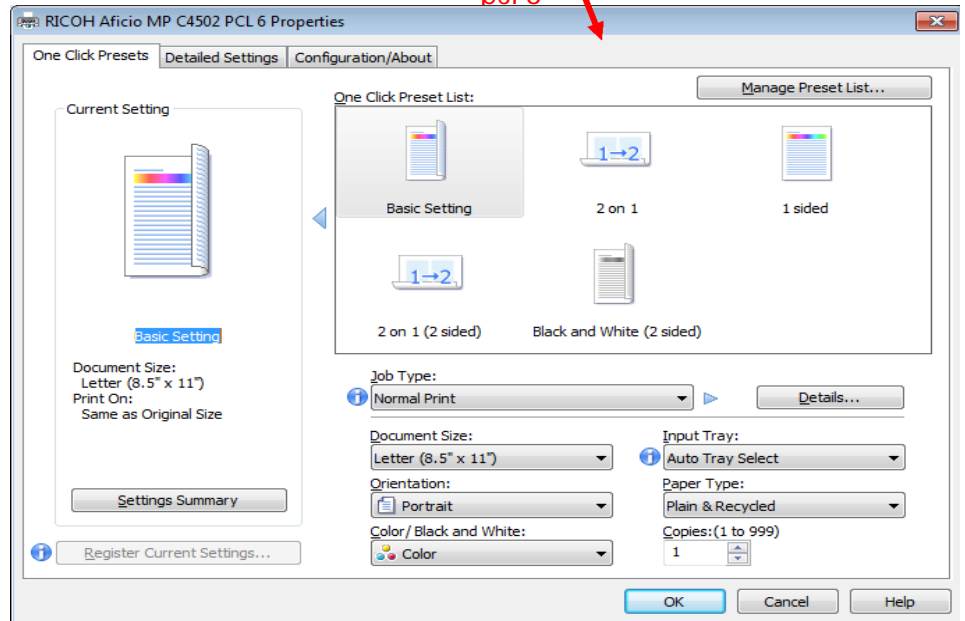 RICOH Aficio MP C4502 PCL 6 Properties
One Click Presets Detailed Settings Configuration/About
Current Setting
Basic Setting
Document Size:
Letter (8.5" x 11")
Print On:
Same as Original Size
Settings Summary
Register Current Settings...
One Click Preset List:
Manage Preset List...
1→2
Basic Setting 2 on 1 1 sided
1→2
2 on 1 (2 sided) Black and White (2 sided)
Job Type:
Normal Print
Details...
Document Size:
Letter (8.5" x 11")
Orientation:
Portrait
Color/ Black and White:
Color
Input Tray:
Auto Tray Select
Paper Type:
Plain & Recycled
Copies:(1 to 999)
1
OK Cancel Help